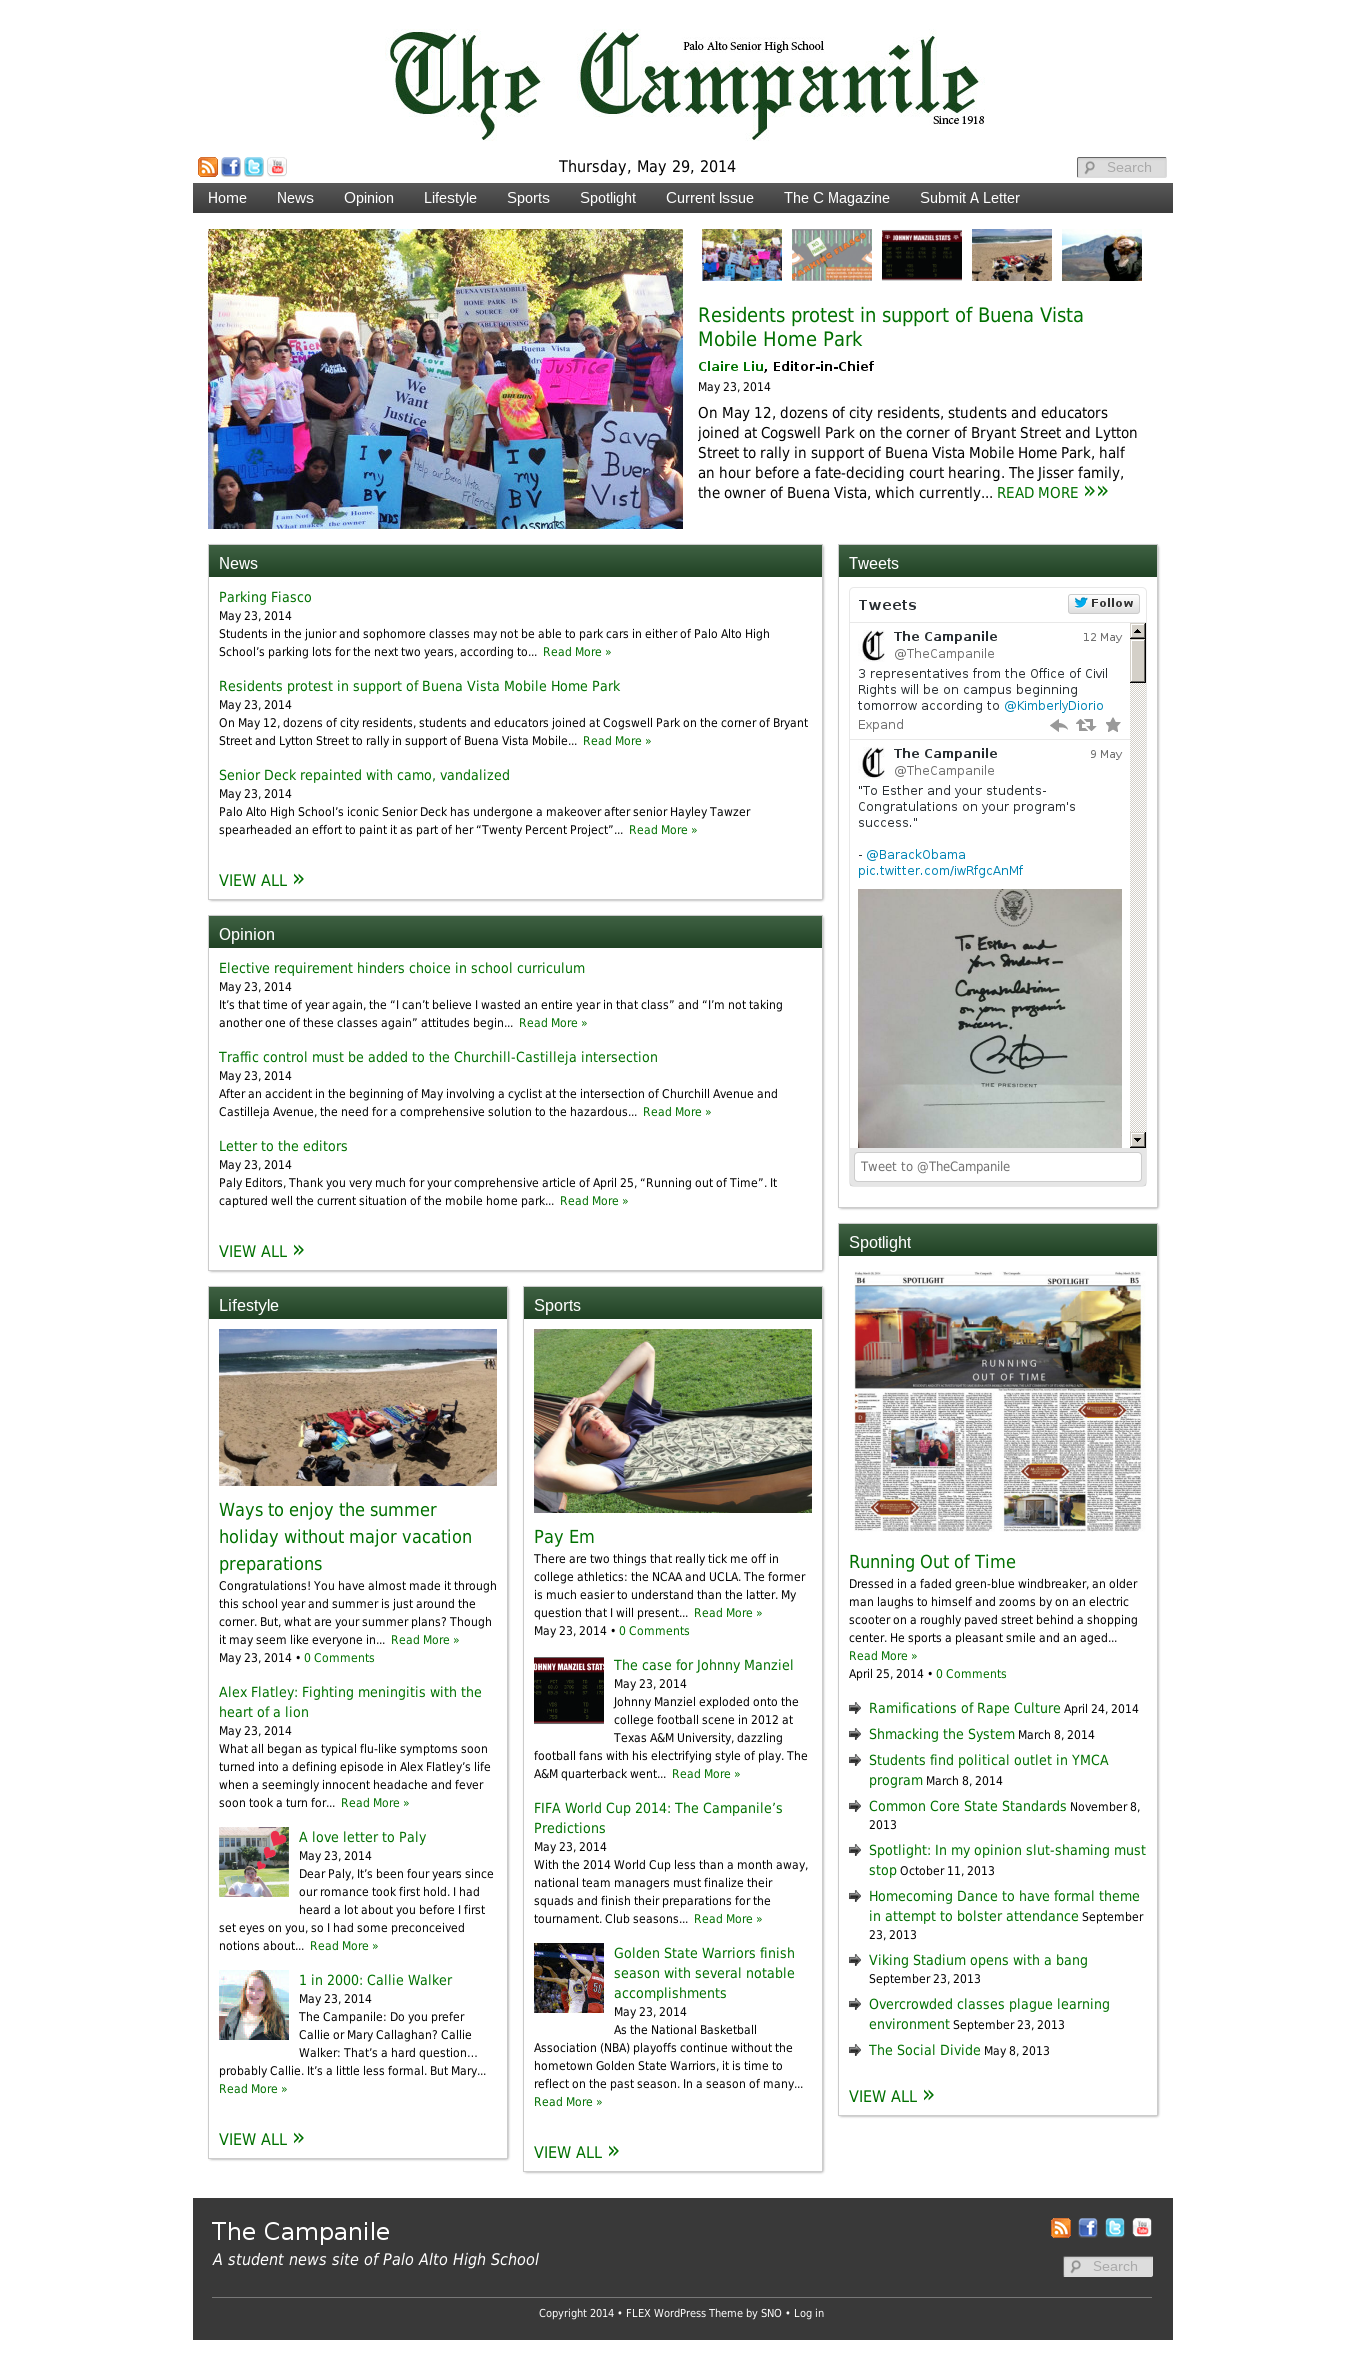 The Campanile
Palo Alto Senior High School
Since 1918
Thursday, May 29, 2014
Search
Home News Opinion Lifestyle Sports Spotlight Current Issue The C Magazine Submit A Letter
BUENA VISTA MOBILE
HOME PARK IS
A SOURCE OF
Buena Vista
Justice
We
Want
Justice
Save
Buena
Vista
I ♥
my
BV
Help our Buena Vista
Friends
I ♥
my
BV
Classmates
I am Not Home.
What makes the owner
JOHNNY MANZIEL STATS
Residents protest in support of Buena Vista
Mobile Home Park
Claire Liu, Editor-in-Chief
May 23, 2014
On May 12, dozens of city residents, students and educators
joined at Cogswell Park on the corner of Bryant Street and Lytton
Street to rally in support of Buena Vista Mobile Home Park, half
an hour before a fate-deciding court hearing. The Jisser family,
the owner of Buena Vista, which currently... READ MORE »»
News
Parking Fiasco
May 23, 2014
Students in the junior and sophomore classes may not be able to park cars in either of Palo Alto High
School’s parking lots for the next two years, according to... Read More »
Residents protest in support of Buena Vista Mobile Home Park
May 23, 2014
On May 12, dozens of city residents, students and educators joined at Cogswell Park on the corner of Bryant
Street and Lytton Street to rally in support of Buena Vista Mobile... Read More »
Senior Deck repainted with camo, vandalized
May 23, 2014
Palo Alto High School’s iconic Senior Deck has undergone a makeover after senior Hayley Tawzer
spearheaded an effort to paint it as part of her “Twenty Percent Project”... Read More »
VIEW ALL »
Opinion
Elective requirement hinders choice in school curriculum
May 23, 2014
It’s that time of year again, the “I can’t believe I wasted an entire year in that class” and “I’m not taking
another one of these classes again” attitudes begin... Read More »
Traffic control must be added to the Churchill-Castilleja intersection
May 23, 2014
After an accident in the beginning of May involving a cyclist at the intersection of Churchill Avenue and
Castilleja Avenue, the need for a comprehensive solution to the hazardous... Read More »
Letter to the editors
May 23, 2014
Paly Editors, Thank you very much for your comprehensive article of April 25, “Running out of Time”. It
captured well the current situation of the mobile home park... Read More »
VIEW ALL »
Lifestyle
Ways to enjoy the summer
holiday without major vacation
preparations
Congratulations! You have almost made it through
this school year and summer is just around the
corner. But, what are your summer plans? Though
it may seem like everyone in... Read More »
May 23, 2014 • 0 Comments
Alex Flatley: Fighting meningitis with the
heart of a lion
May 23, 2014
What all began as typical flu-like symptoms soon
turned into a defining episode in Alex Flatley’s life
when a seemingly innocent headache and fever
soon took a turn for... Read More »
A love letter to Paly
May 23, 2014
Dear Paly, It’s been four years since
our romance took first hold. I had
heard a lot about you before I first
set eyes on you, so I had some preconceived
notions about... Read More »
1 in 2000: Callie Walker
May 23, 2014
The Campanile: Do you prefer
Callie or Mary Callaghan? Callie
Walker: That’s a hard question…
probably Callie. It’s a little less formal. But Mary...
Read More »
VIEW ALL »
Sports
Pay Em
There are two things that really tick me off in
college athletics: the NCAA and UCLA. The former
is much easier to understand than the latter. My
question that I will present... Read More »
May 23, 2014 • 0 Comments
JOHNNY MANZIEL STATS
The case for Johnny Manziel
May 23, 2014
Johnny Manziel exploded onto the
college football scene in 2012 at
Texas A&M University, dazzling
football fans with his electrifying style of play. The
A&M quarterback went... Read More »
FIFA World Cup 2014: The Campanile’s
Predictions
May 23, 2014
With the 2014 World Cup less than a month away,
national team managers must finalize their
squads and finish their preparations for the
tournament. Club seasons... Read More »
Golden State Warriors finish
season with several notable
accomplishments
May 23, 2014
As the National Basketball
Association (NBA) playoffs continue without the
hometown Golden State Warriors, it is time to
reflect on the past season. In a season of many...
Read More »
VIEW ALL »
Tweets
Tweets
Follow
The Campanile 12 May
@TheCampanile
3 representatives from the Office of Civil
Rights will be on campus beginning
tomorrow according to @KimberlyDiorio
Expand
The Campanile 9 May
@TheCampanile
"To Esther and your students-
Congratulations on your program's
success."
- @BarackObama
pic.twitter.com/iwRfgcAnMf
To Esther and
your students—
Congratulations
on your program's
success.
THE PRESIDENT
Tweet to @TheCampanile
Spotlight
B4 SPOTLIGHT SPOTLIGHT B5
RUNNING
OUT OF TIME
Running Out of Time
Dressed in a faded green-blue windbreaker, an older
man laughs to himself and zooms by on an electric
scooter on a roughly paved street behind a shopping
center. He sports a pleasant smile and an aged...
Read More »
April 25, 2014 • 0 Comments
Ramifications of Rape Culture April 24, 2014
Shmacking the System March 8, 2014
Students find political outlet in YMCA
program March 8, 2014
Common Core State Standards November 8,
2013
Spotlight: In my opinion slut-shaming must
stop October 11, 2013
Homecoming Dance to have formal theme
in attempt to bolster attendance September
23, 2013
Viking Stadium opens with a bang
September 23, 2013
Overcrowded classes plague learning
environment September 23, 2013
The Social Divide May 8, 2013
VIEW ALL »
The Campanile
A student news site of Palo Alto High School
Search
Copyright 2014 • FLEX WordPress Theme by SNO • Log in